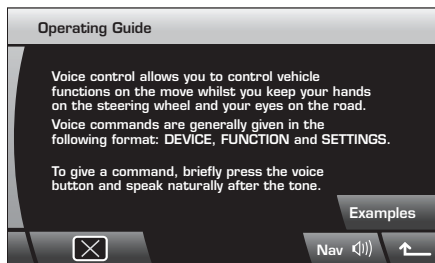 Operating Guide
Voice control allows you to control vehicle
functions on the move whilst you keep your hands
on the steering wheel and your eyes on the road.
Voice commands are generally given in the
following format: DEVICE, FUNCTION and SETTINGS.
To give a command, briefly press the voice
button and speak naturally after the tone.
Examples
Nav